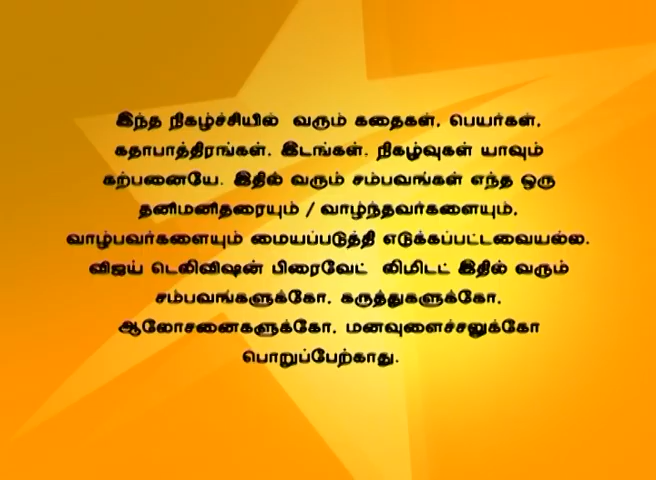 இந்த நிகழ்ச்சியில் வரும் கதைகள், பெயர்கள்,
கதாபாத்திரங்கள், இடங்கள், நிகழ்வுகள் யாவும்
கற்பனையே. இதில் வரும் சம்பவங்கள் எந்த ஒரு
தனிமனிதரையும் / வாழ்ந்தவர்களையும்,
வாழ்பவர்களையும் மையப்படுத்தி எடுக்கப்பட்டவையல்ல.
விஜய் டெலிவிஷன் பிரைவேட் லிமிடட் இதில் வரும்
சம்பவங்களுக்கோ, கருத்துகளுக்கோ,
ஆலோசனைகளுக்கோ, மனவுளைச்சலுக்கோ
பொறுப்பேற்காது.